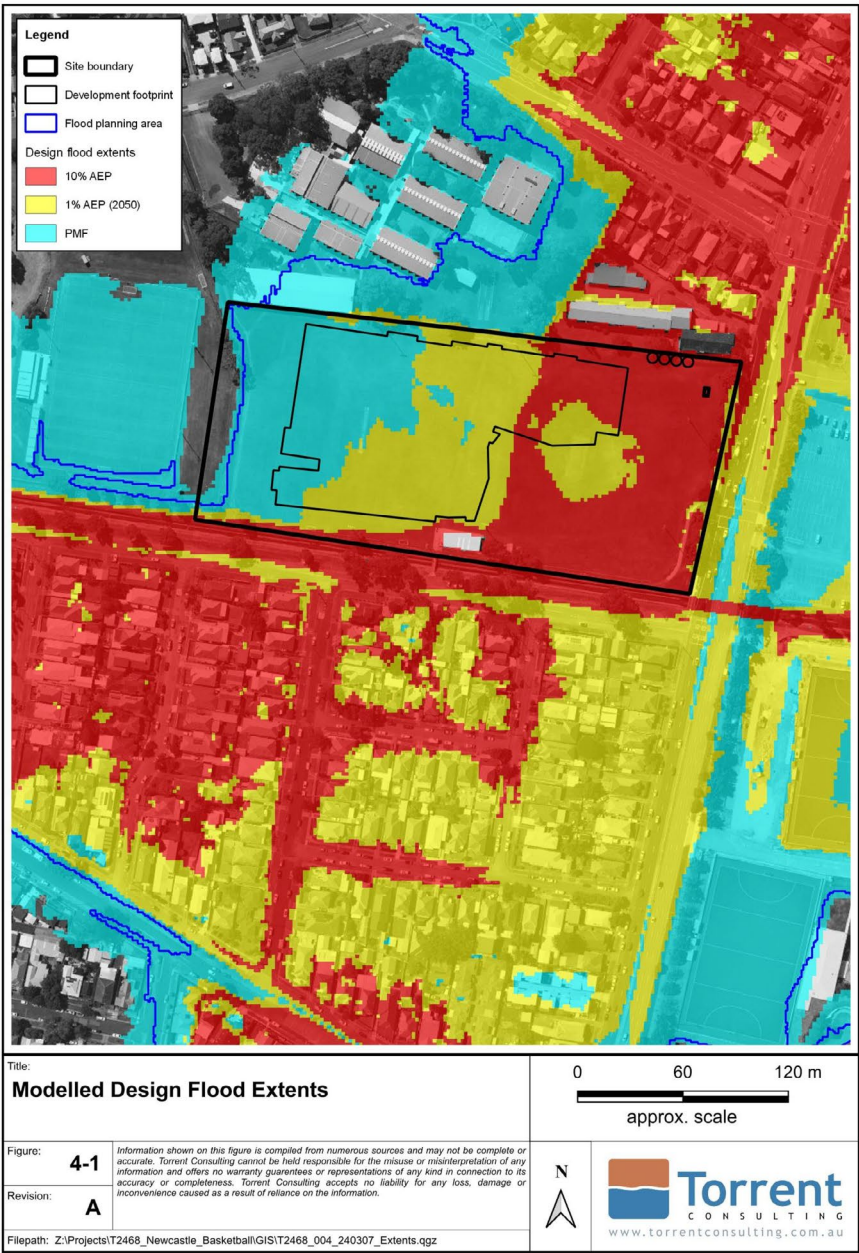 Legend
Site boundary
Development footprint
Flood planning area
Design flood extents
10% AEP
1% AEP (2050)
PMF
Title:
Modelled Design Flood Extents
0 60 120 m
approx. scale
Figure:
4-1
Revision:
A
Information shown on this figure is compiled from numerous sources and may not be complete or
accurate. Torrent Consulting cannot be held responsible for the misuse or misinterpretation of any
information and offers no warranty guarentees or representations of any kind in connection to its
accuracy or completeness. Torrent Consulting accepts no liability for any loss, damage or
inconvenience caused as a result of reliance on the information.
N
Torrent
CONSULTING
www.torrentconsulting.com.au
Filepath: Z:\Projects\T2468_Newcastle_Basketball\GIS\T2468_004_240307_Extents.qgz